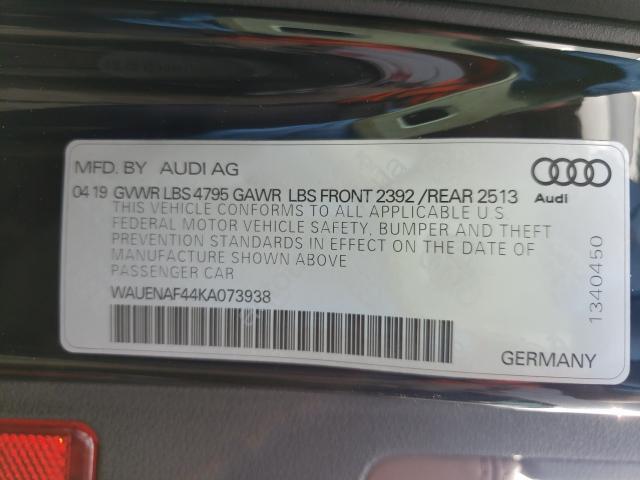 MFD. BY AUDI AG
04 19 GVWR LBS 4795 GAWR LBS FRONT 2392 /REAR 2513
THIS VEHICLE CONFORMS TO ALL APPLICABLE U.S.
FEDERAL MOTOR VEHICLE SAFETY, BUMPER AND THEFT
PREVENTION STANDARDS IN EFFECT ON THE DATE OF
MANUFACTURE SHOWN ABOVE
PASSENGER CAR
WAUENAF44KA073938
Audi
1340450
GERMANY